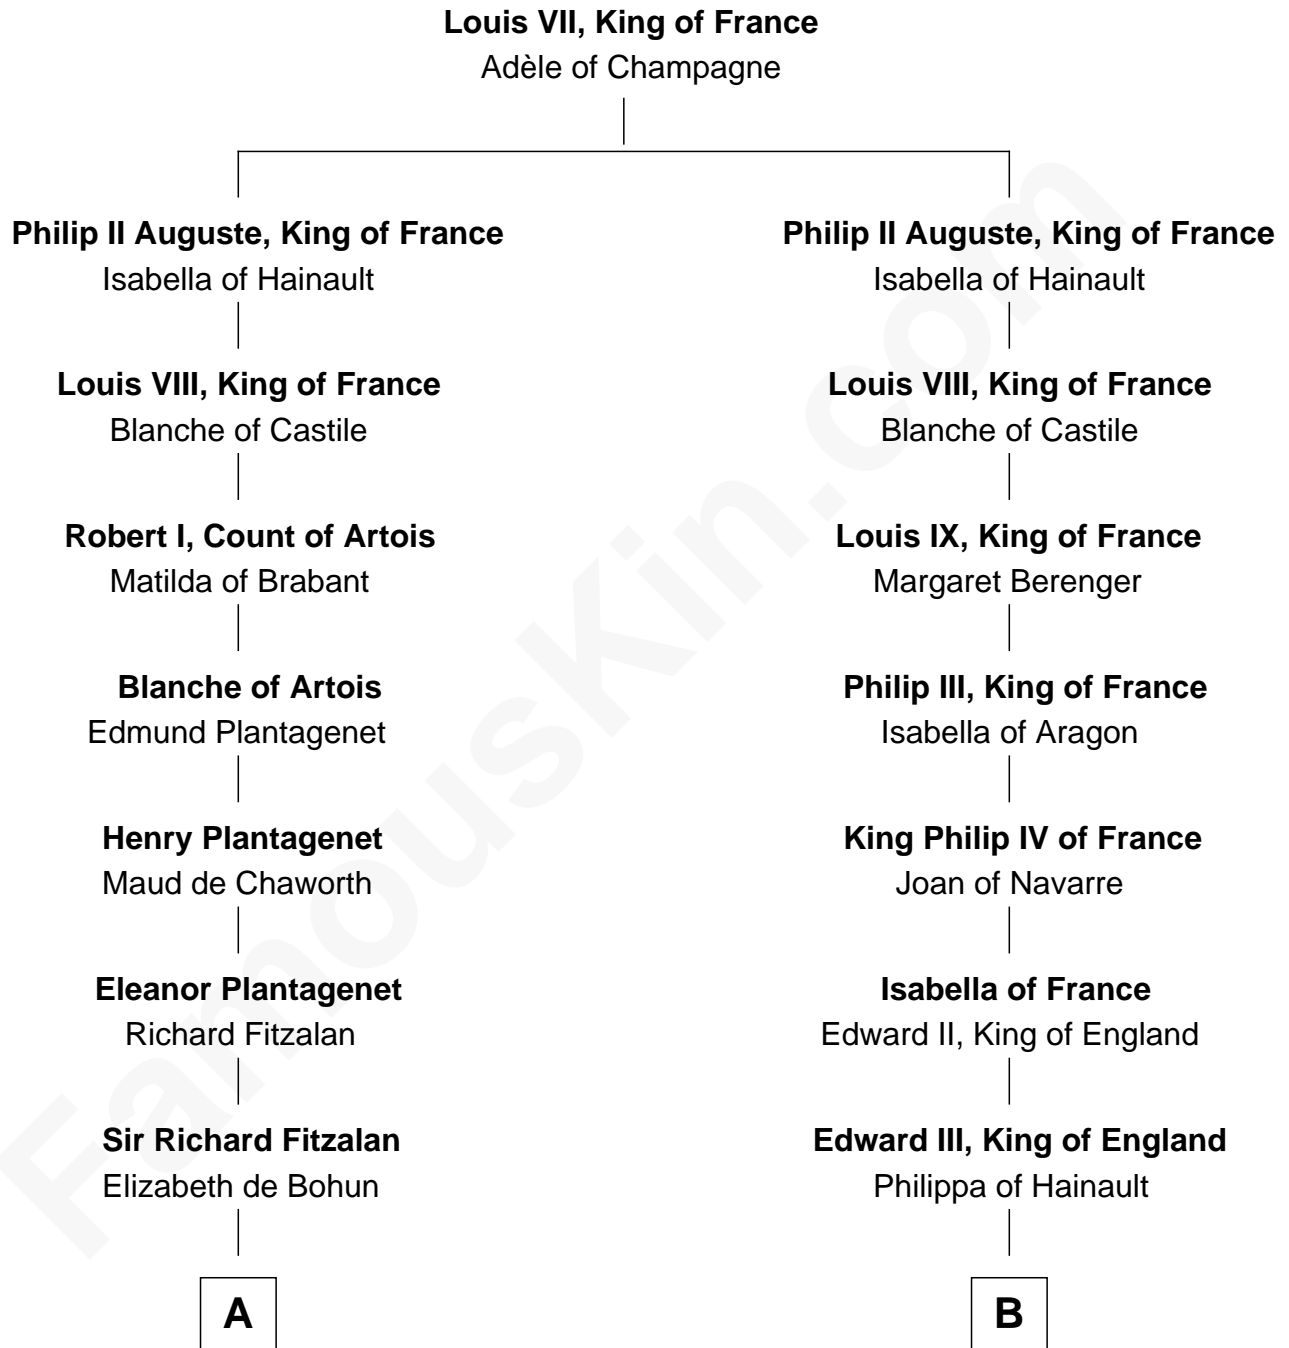 Louis VII, King of France
Adèle of Champagne
Philip II Auguste, King of France
Isabella of Hainault
Louis VIII, King of France
Blanche of Castile
Robert I, Count of Artois
Matilda of Brabant
Blanche of Artois
Edmund Plantagenet
Henry Plantagenet
Maud de Chaworth
Eleanor Plantagenet
Richard Fitzalan
Sir Richard Fitzalan
Elizabeth de Bohun
A
Philip II Auguste, King of France
Isabella of Hainault
Louis VIII, King of France
Blanche of Castile
Louis IX, King of France
Margaret Berenger
Philip III, King of France
Isabella of Aragon
King Philip IV of France
Joan of Navarre
Isabella of France
Edward II, King of England
Edward III, King of England
Philippa of Hainault
B
FamousKin.com